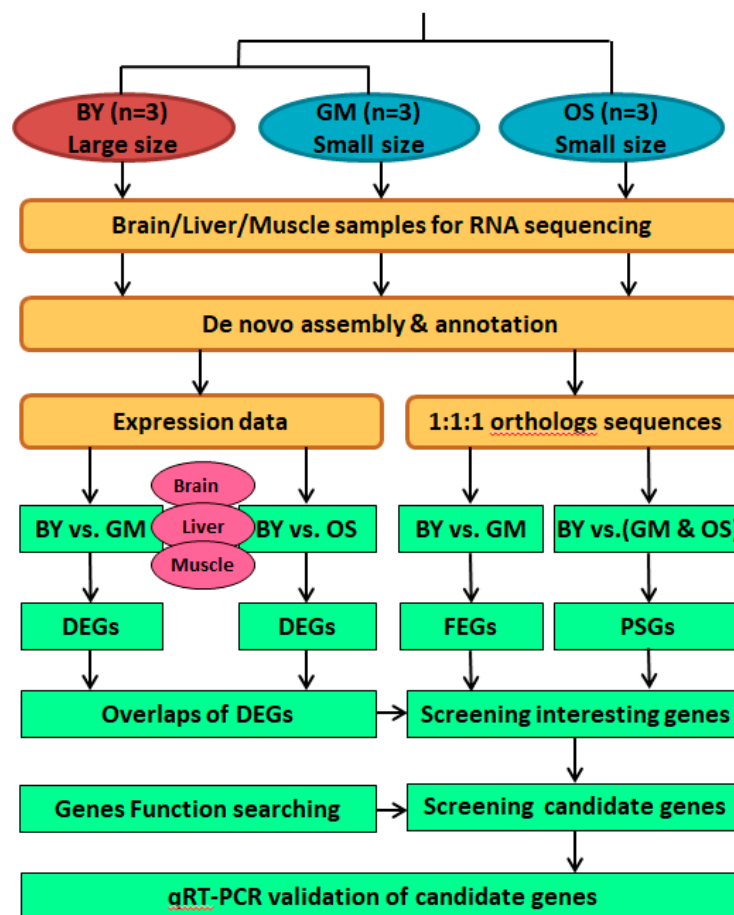 BY (n=3)
Large size
GM (n=3)
Small size
OS (n=3)
Small size
Brain/Liver/Muscle samples for RNA sequencing
De novo assembly & annotation
Expression data
1:1:1 orthologs sequences
BY vs. GM
Brain
Liver
Muscle
BY vs. OS
BY vs. GM
BY vs.(GM & OS)
DEGs
DEGs
FEGs
PSGs
Overlaps of DEGs
Screening interesting genes
Genes Function searching
Screening candidate genes
qRT-PCR validation of candidate genes